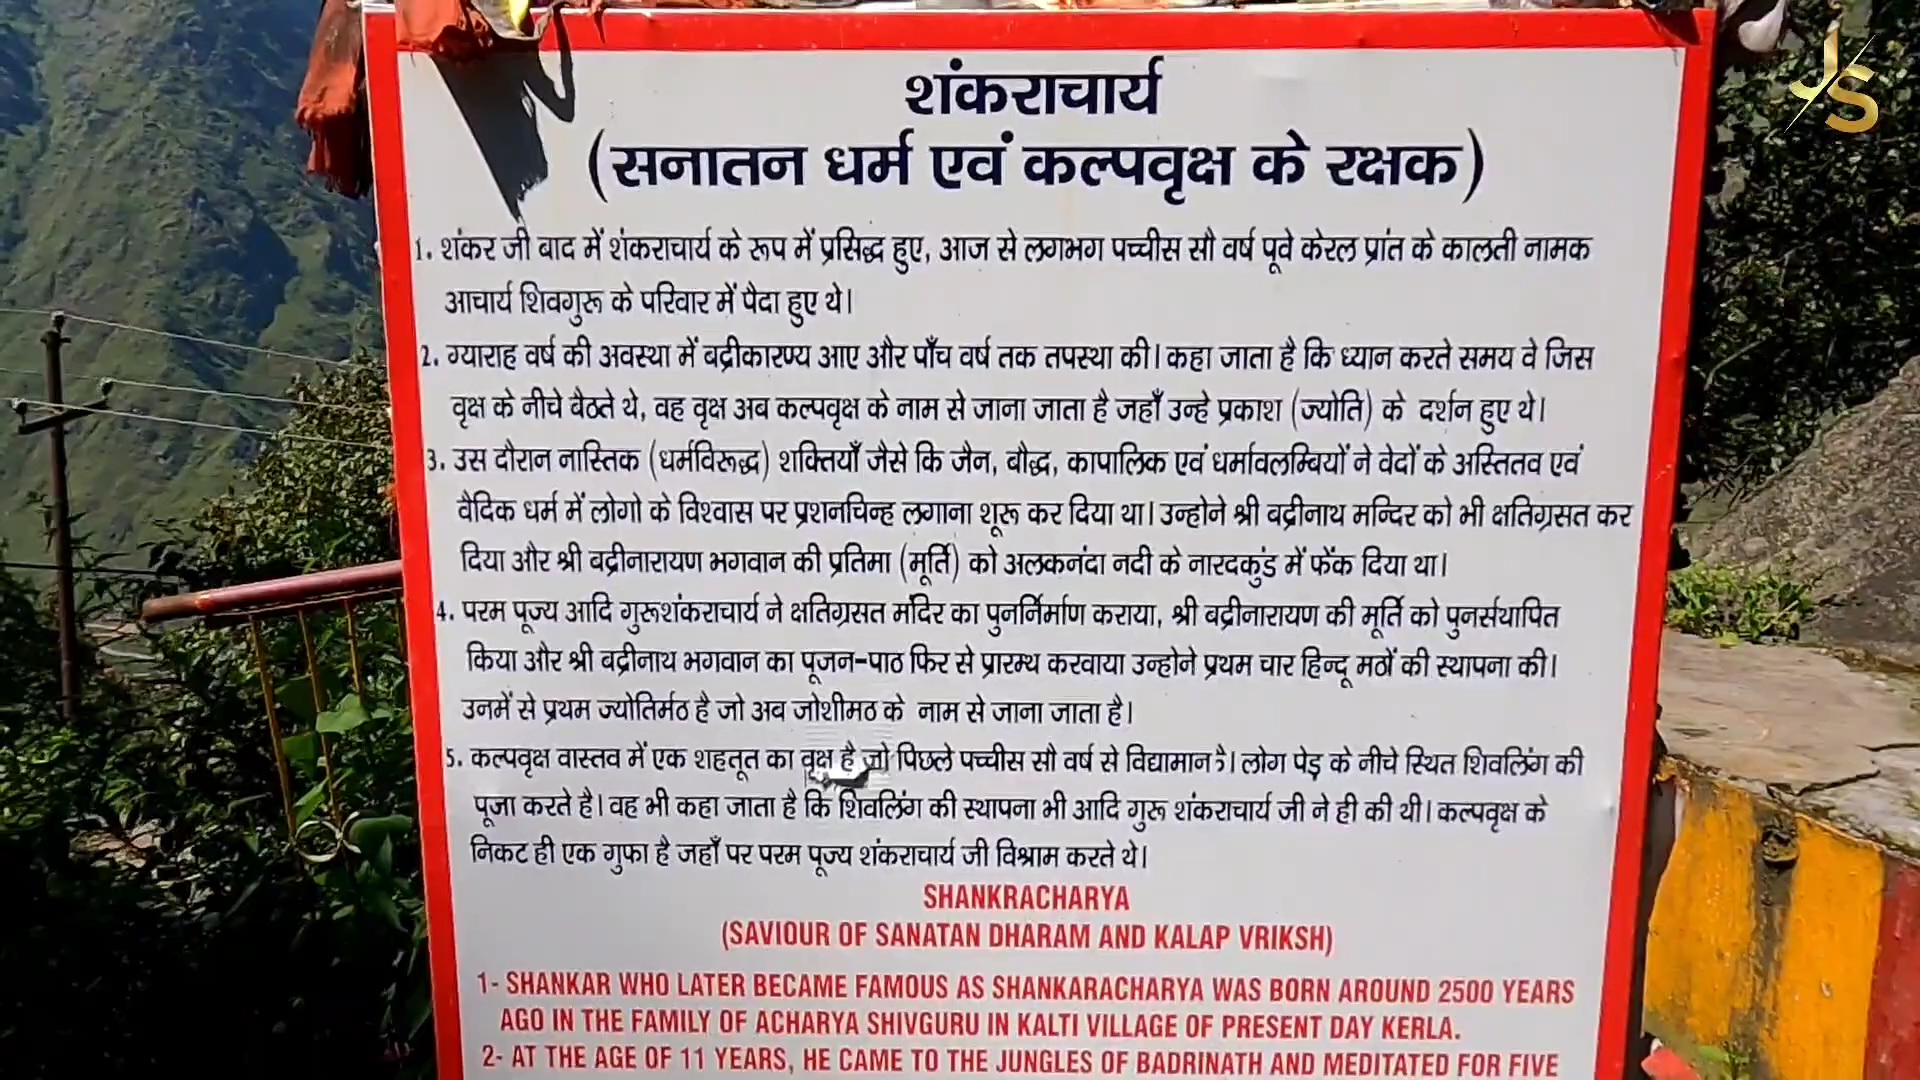 JS
शंकराचार्य
(सनातन धर्म एवं कल्पवृक्ष के रक्षक)
1. शंकर जी बाद में शंकराचार्य के रूप में प्रसिद्ध हुए, आज से लगभग पच्चीस सौ वर्ष पूर्व केरल प्रांत के कालती नामक
आचार्य शिवगुरू के परिवार में पैदा हुए थे।
2. ग्याराह वर्ष की अवस्था में बद्रीकारण्य आए और पाँच वर्ष तक तपस्था की। कहा जाता है कि ध्यान करते समय वे जिस
वृक्ष के नीचे बैठते थे, वह वृक्ष अब कल्पवृक्ष के नाम से जाना जाता है जहाँ उन्हे प्रकाश (ज्योति) के दर्शन हुए थे।
3. उस दौरान नास्तिक (धर्मविरूद्ध) शक्तियाँ जैसे कि जैन, बौद्ध, कापालिक एवं धर्मावलम्बियों ने वेदों के अस्तितव एवं
वैदिक धर्म में लोगो के विश्वास पर प्रशनचिन्ह लगाना शूरू कर दिया था। उन्होने श्री बद्रीनाथ मन्दिर को भी क्षतिग्रसत कर
दिया और श्री बद्रीनारायण भगवान की प्रतिमा (मूर्ति) को अलकनंदा नदी के नारदकुंड में फेंक दिया था।
4. परम पूज्य आदि गुरूशंकराचार्य ने क्षतिग्रसत मंदिर का पुनर्निर्माण कराया, श्री बद्रीनारायण की मूर्ति को पुनर्सथापित
किया और श्री बद्रीनाथ भगवान का पूजन-पाठ फिर से प्रारम्थ करवाया उन्होने प्रथम चार हिन्दू मठों की स्थापना की।
उनमें से प्रथम ज्योतिर्मठ है जो अब जोशीमठ के नाम से जाना जाता है।
5. कल्पवृक्ष वास्तव में एक शहतूत का वृक्ष है जो पिछले पच्चीस सौ वर्ष से विद्यामान है। लोग पेड़ के नीचे स्थित शिवलिंग की
पूजा करते है। वह भी कहा जाता है कि शिवलिंग की स्थापना भी आदि गुरू शंकराचार्य जी ने ही की थी। कल्पवृक्ष के
निकट ही एक गुफा है जहाँ पर परम पूज्य शंकराचार्य जी विश्राम करते थे।
SHANKRACHARYA
(SAVIOUR OF SANATAN DHARAM AND KALAP VRIKSH)
1- SHANKAR WHO LATER BECAME FAMOUS AS SHANKARACHARYA WAS BORN AROUND 2500 YEARS
AGO IN THE FAMILY OF ACHARYA SHIVGURU IN KALTI VILLAGE OF PRESENT DAY KERLA.
2- AT THE AGE OF 11 YEARS, HE CAME TO THE JUNGLES OF BADRINATH AND MEDITATED FOR FIVE